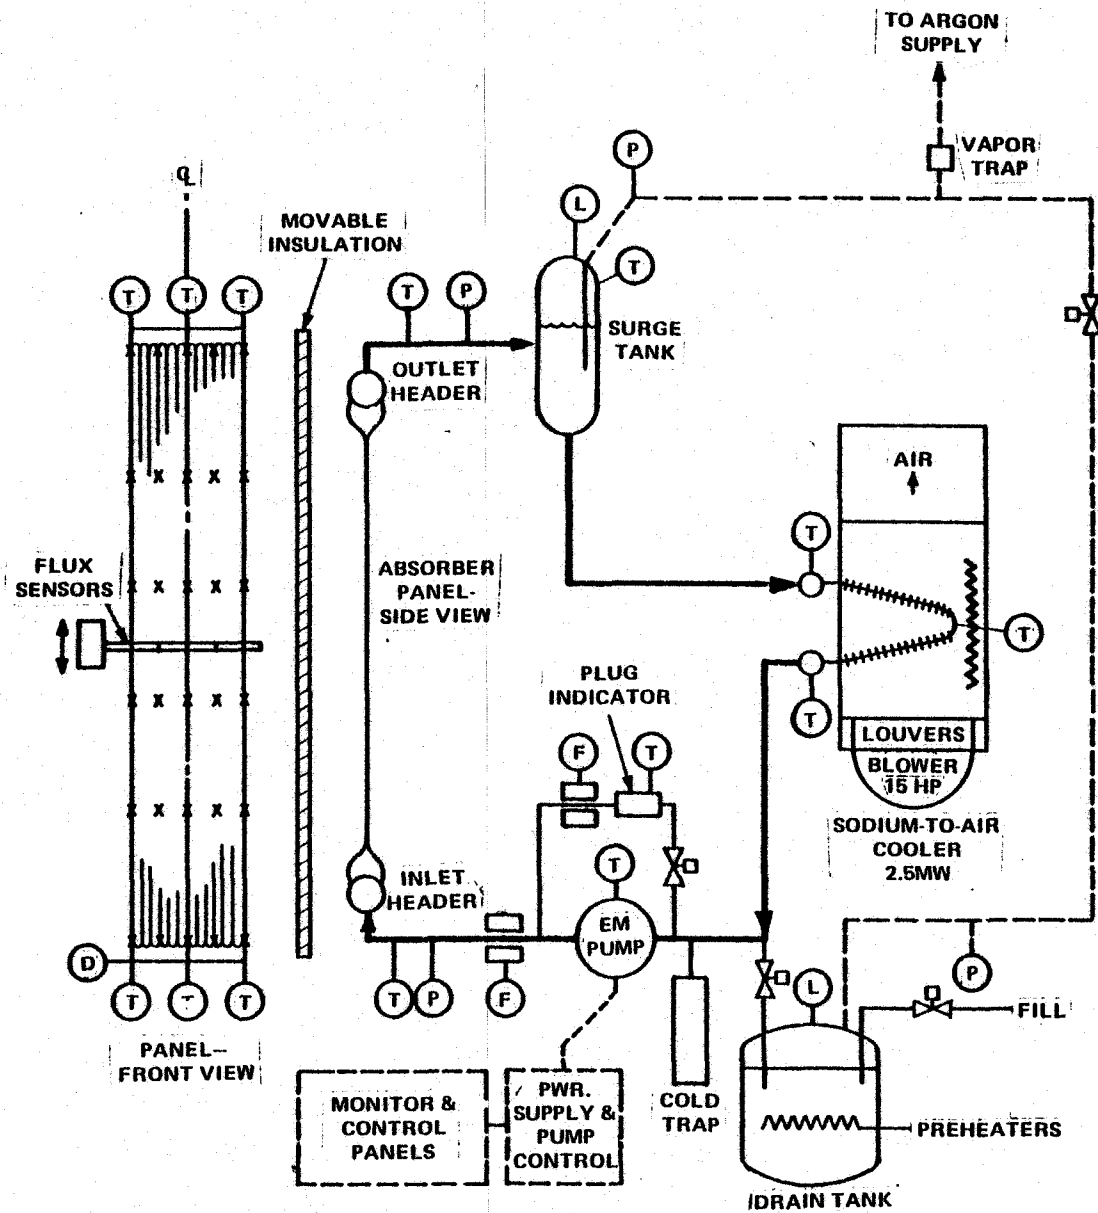 TO ARGON
SUPPLY
VAPOR
TRAP
P
L
T
℄
MOVABLE
INSULATION
T
T
T
T
P
SURGE
TANK
OUTLET
HEADER
AIR
T
FLUX
SENSORS
ABSORBER
PANEL-
SIDE VIEW
T
PLUG
INDICATOR
T
F
T
LOUVERS
BLOWER
15 HP
SODIUM-TO-AIR
COOLER
2.5MW
T
INLET
HEADER
EM
PUMP
D
T
T
T
T
P
F
L
P
FILL
PANEL—
FRONT VIEW
MONITOR &
CONTROL
PANELS
PWR.
SUPPLY &
PUMP
CONTROL
COLD
TRAP
PREHEATERS
DRAIN TANK
X X X X X
X X X X X
X X X X X
X X X X X
X X X X X
X X X X X